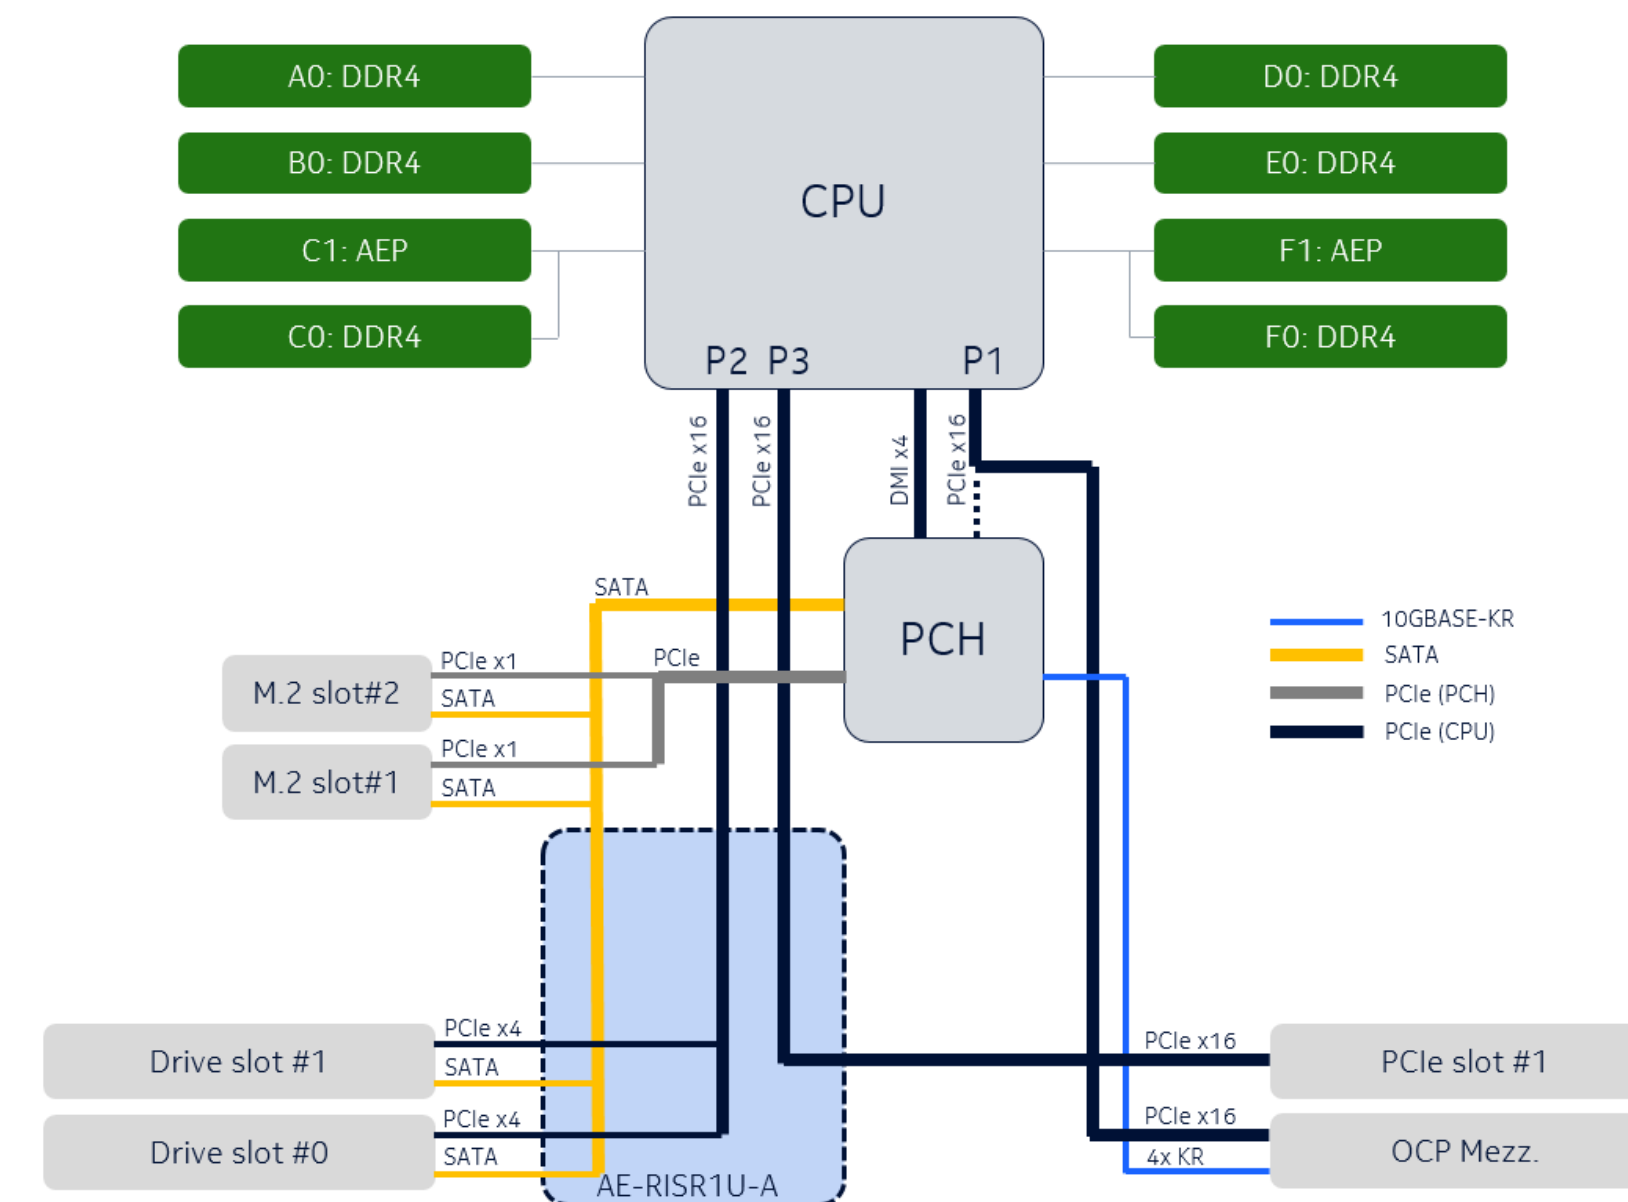 A0: DDR4
B0: DDR4
C1: AEP
C0: DDR4
CPU
P2
P3
P1
D0: DDR4
E0: DDR4
F1: AEP
F0: DDR4
PCIe x16
PCIe x16
DMI x4
PCIe x16
SATA
PCH
PCIe
10GBASE-KR
SATA
PCIe (PCH)
PCIe (CPU)
M.2 slot#2
PCIe x1
SATA
M.2 slot#1
PCIe x1
SATA
Drive slot #1
PCIe x4
SATA
Drive slot #0
PCIe x4
SATA
AE-RISR1U-A
PCIe x16
PCIe slot #1
PCIe x16
4x KR
OCP Mezz.